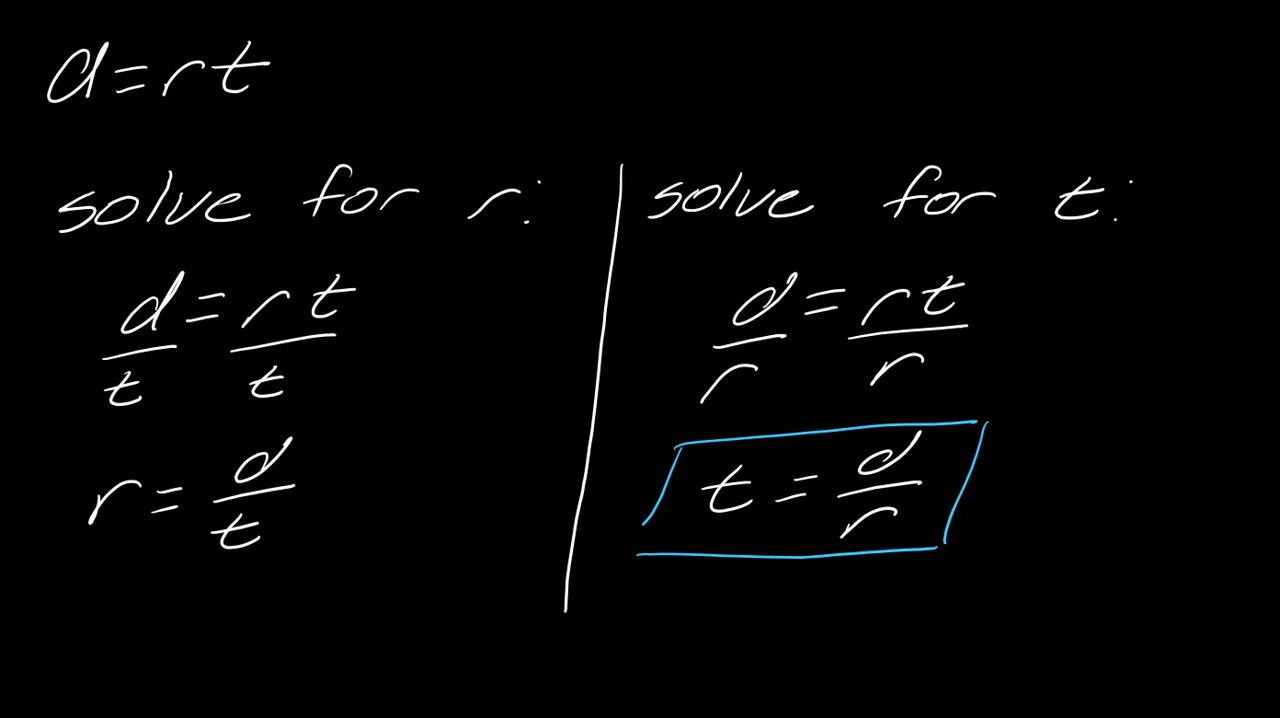 d=rt
solve for r:
d=rt
t t
r=d
t
solve for t:
d=rt
r r
t=d
r